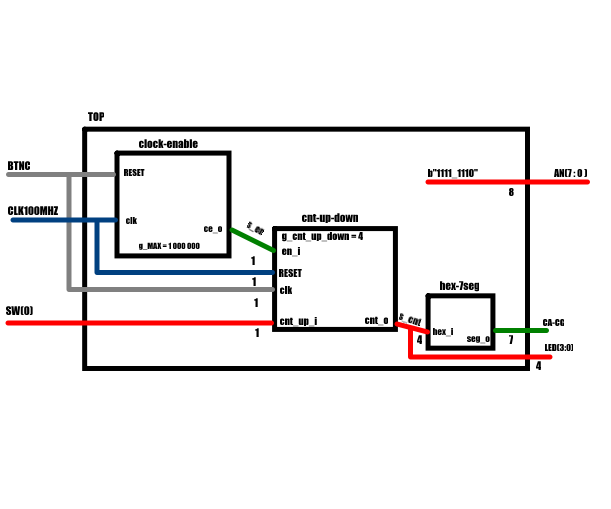 TOP
clock-enable
BTNC
RESET
b"1111_1110"
AN(7 : 0 )
8
CLK100MHZ
clk
ce_o
s_ce
g_MAX = 1 000 000
cnt-up-down
g_cnt_up_down = 4
en_i
1
RESET
1
clk
hex-7seg
1
SW(0)
cnt_up_i
cnt_o
s_cnt
1
4
hex_i
seg_o
7
CA-CG
LED(3:0)
4